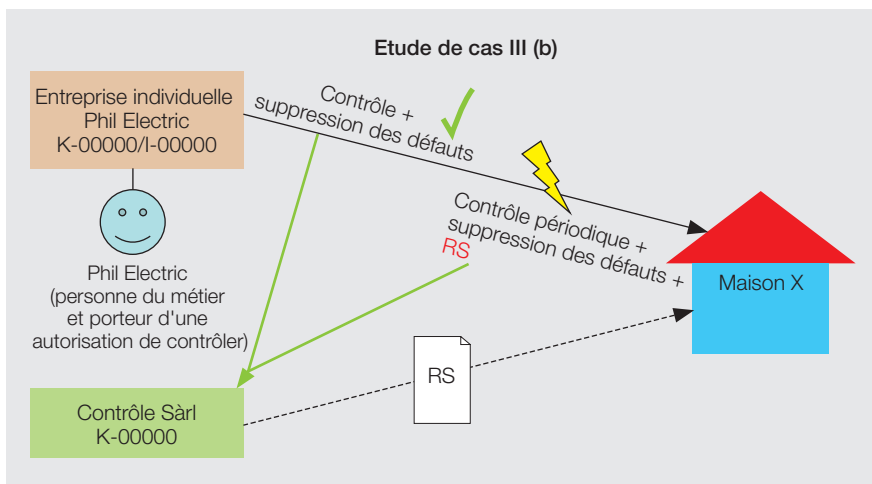 Etude de cas III (b)
Entreprise individuelle
Phil Electric
K-00000/I-00000
Contrôle +
suppression des défauts
Contrôle périodique +
suppression des défauts +
RS
Phil Electric
(personne du métier
et porteur d'une
autorisation de contrôler)
Maison X
RS
Contrôle Sàrl
K-00000